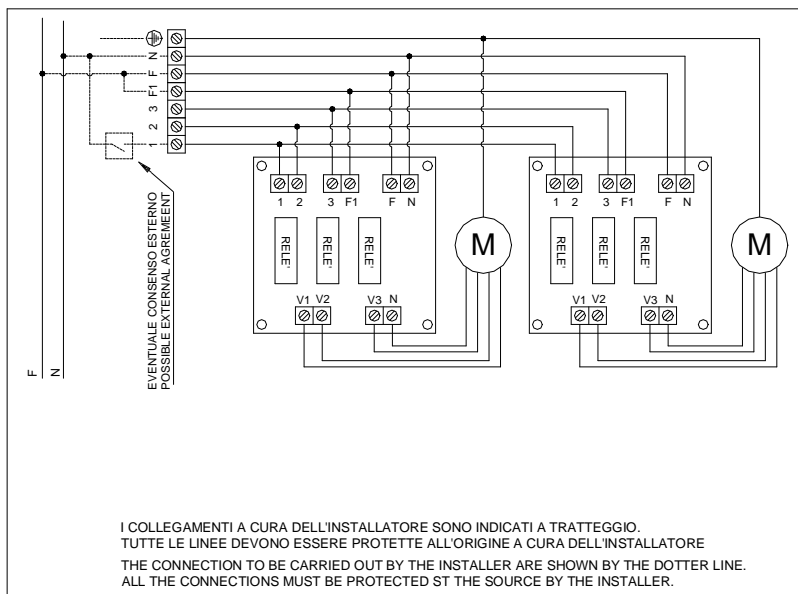 N
F
F1
3
2
1
1 2 3 F1 F N
1 2 3 F1 F N
RELE' RELE' RELE'
M
RELE' RELE' RELE'
M
V1 V2 V3 N
V1 V2 V3 N
F
N
EVENTUALE CONSENSO ESTERNO
POSSIBLE EXTERNAL AGREMEENT
I COLLEGAMENTI A CURA DELL'INSTALLATORE SONO INDICATI A TRATTEGGIO.
TUTTE LE LINEE DEVONO ESSERE PROTETTE ALL'ORIGINE A CURA DELL'INSTALLATORE
THE CONNECTION TO BE CARRIED OUT BY THE INSTALLER ARE SHOWN BY THE DOTTER LINE.
ALL THE CONNECTIONS MUST BE PROTECTED ST THE SOURCE BY THE INSTALLER.